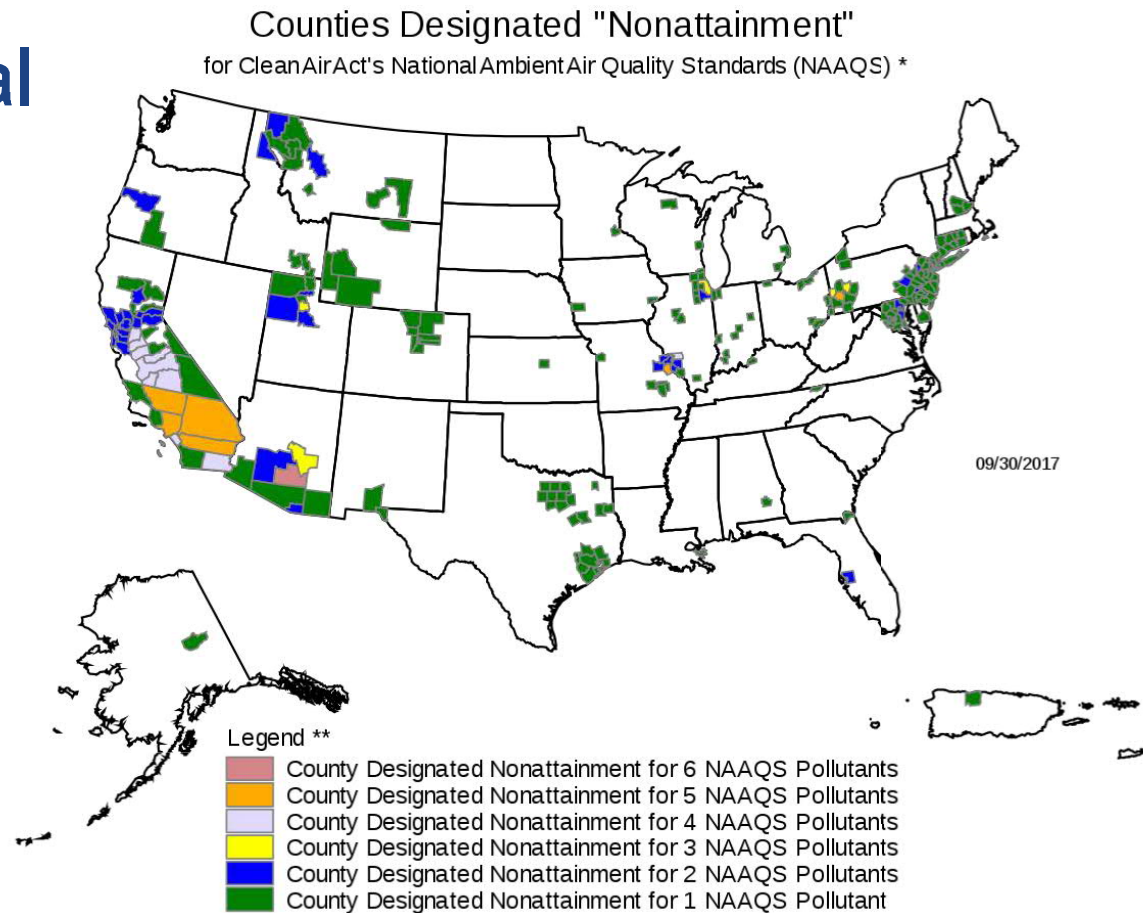 Counties Designated "Nonattainment"
al
for Clean Air Act's National Ambient Air Quality Standards (NAAQS) *
09/30/2017
Legend **
County Designated Nonattainment for 6 NAAQS Pollutants
County Designated Nonattainment for 5 NAAQS Pollutants
County Designated Nonattainment for 4 NAAQS Pollutants
County Designated Nonattainment for 3 NAAQS Pollutants
County Designated Nonattainment for 2 NAAQS Pollutants
County Designated Nonattainment for 1 NAAQS Pollutant